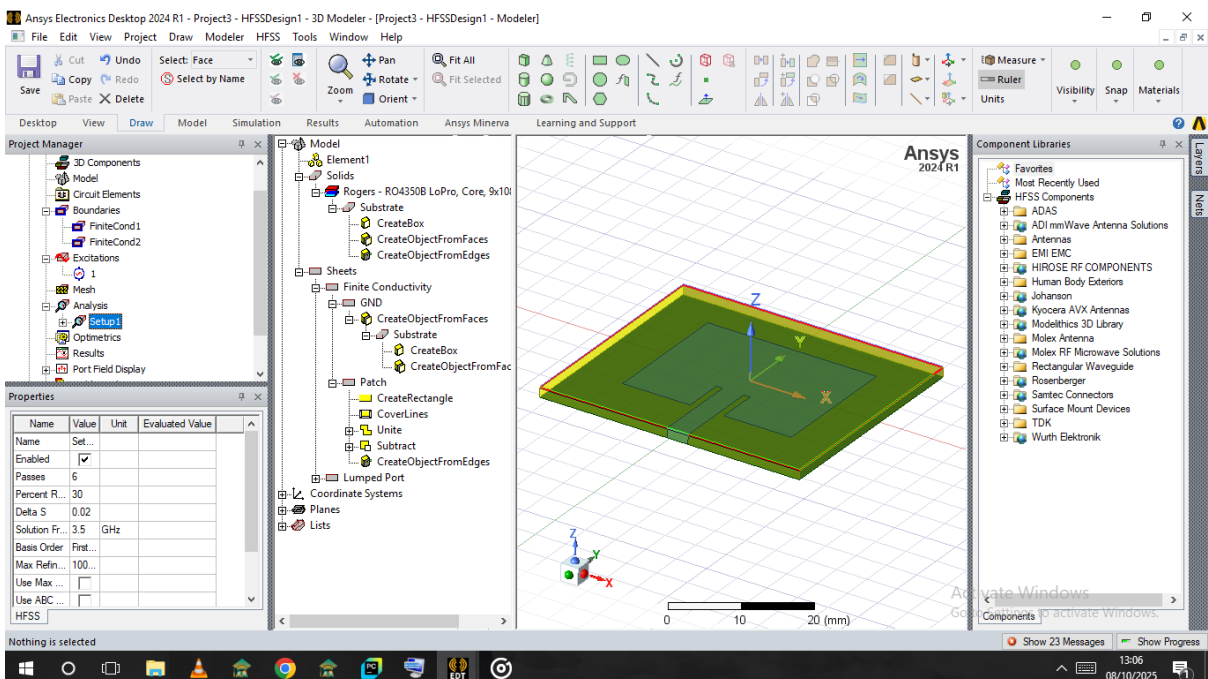 Ansys Electronics Desktop 2024 R1 - Project3 - HFSSDesign1 - 3D Modeler - [Project3 - HFSSDesign1 - Modeler]
File Edit View Project Draw Modeler HFSS Tools Window Help
Save
Cut
Copy
Paste
Undo
Redo
Delete
Select: Face
Select by Name
Zoom
Pan
Rotate
Orient
Fit All
Fit Selected
Measure
Ruler
Units
Visibility
Snap
Materials
Desktop View Draw Model Simulation Results Automation Ansys Minerva Learning and Support
Project Manager
3D Components
Model
Circuit Elements
Boundaries
FiniteCond1
FiniteCond2
Excitations
1
Mesh
Analysis
Setup1
Optimetrics
Results
Port Field Display
Properties
Name Value Unit Evaluated Value
Name Set...
Enabled
Passes 6
Percent R... 30
Delta S 0.02
Solution Fr... 3.5 GHz
Basis Order First...
Max Refin... 100...
Use Max ...
Use ABC ...
HFSS
Model
Element1
Solids
Rogers - RO4350B LoPro, Core, 9x10
Substrate
CreateBox
CreateObjectFromFaces
CreateObjectFromEdges
Sheets
Finite Conductivity
GND
CreateObjectFromFaces
Substrate
CreateBox
CreateObjectFromFac
Patch
CreateRectangle
CoverLines
Unite
Subtract
CreateObjectFromEdges
Lumped Port
Coordinate Systems
Planes
Lists
Ansys
2024 R1
Z
Y
X
Z
Y
X
0 10 20 (mm)
Component Libraries
Favorites
Most Recently Used
HFSS Components
ADAS
ADI mmWave Antenna Solutions
Antennas
EMI EMC
HIROSE RF COMPONENTS
Human Body Exteriors
Johanson
Kyocera AVX Antennas
Modelithics 3D Library
Molex Antenna
Molex RF Microwave Solutions
Rectangular Waveguide
Rosenberger
Samtec Connectors
Surface Mount Devices
TDK
Wurth Elektronik
Components
Layers
Nets
Activate Windows
Go to Settings to activate Windows.
Nothing is selected
Show 23 Messages
Show Progress
PC
EDT
13:06
08/10/2025
1